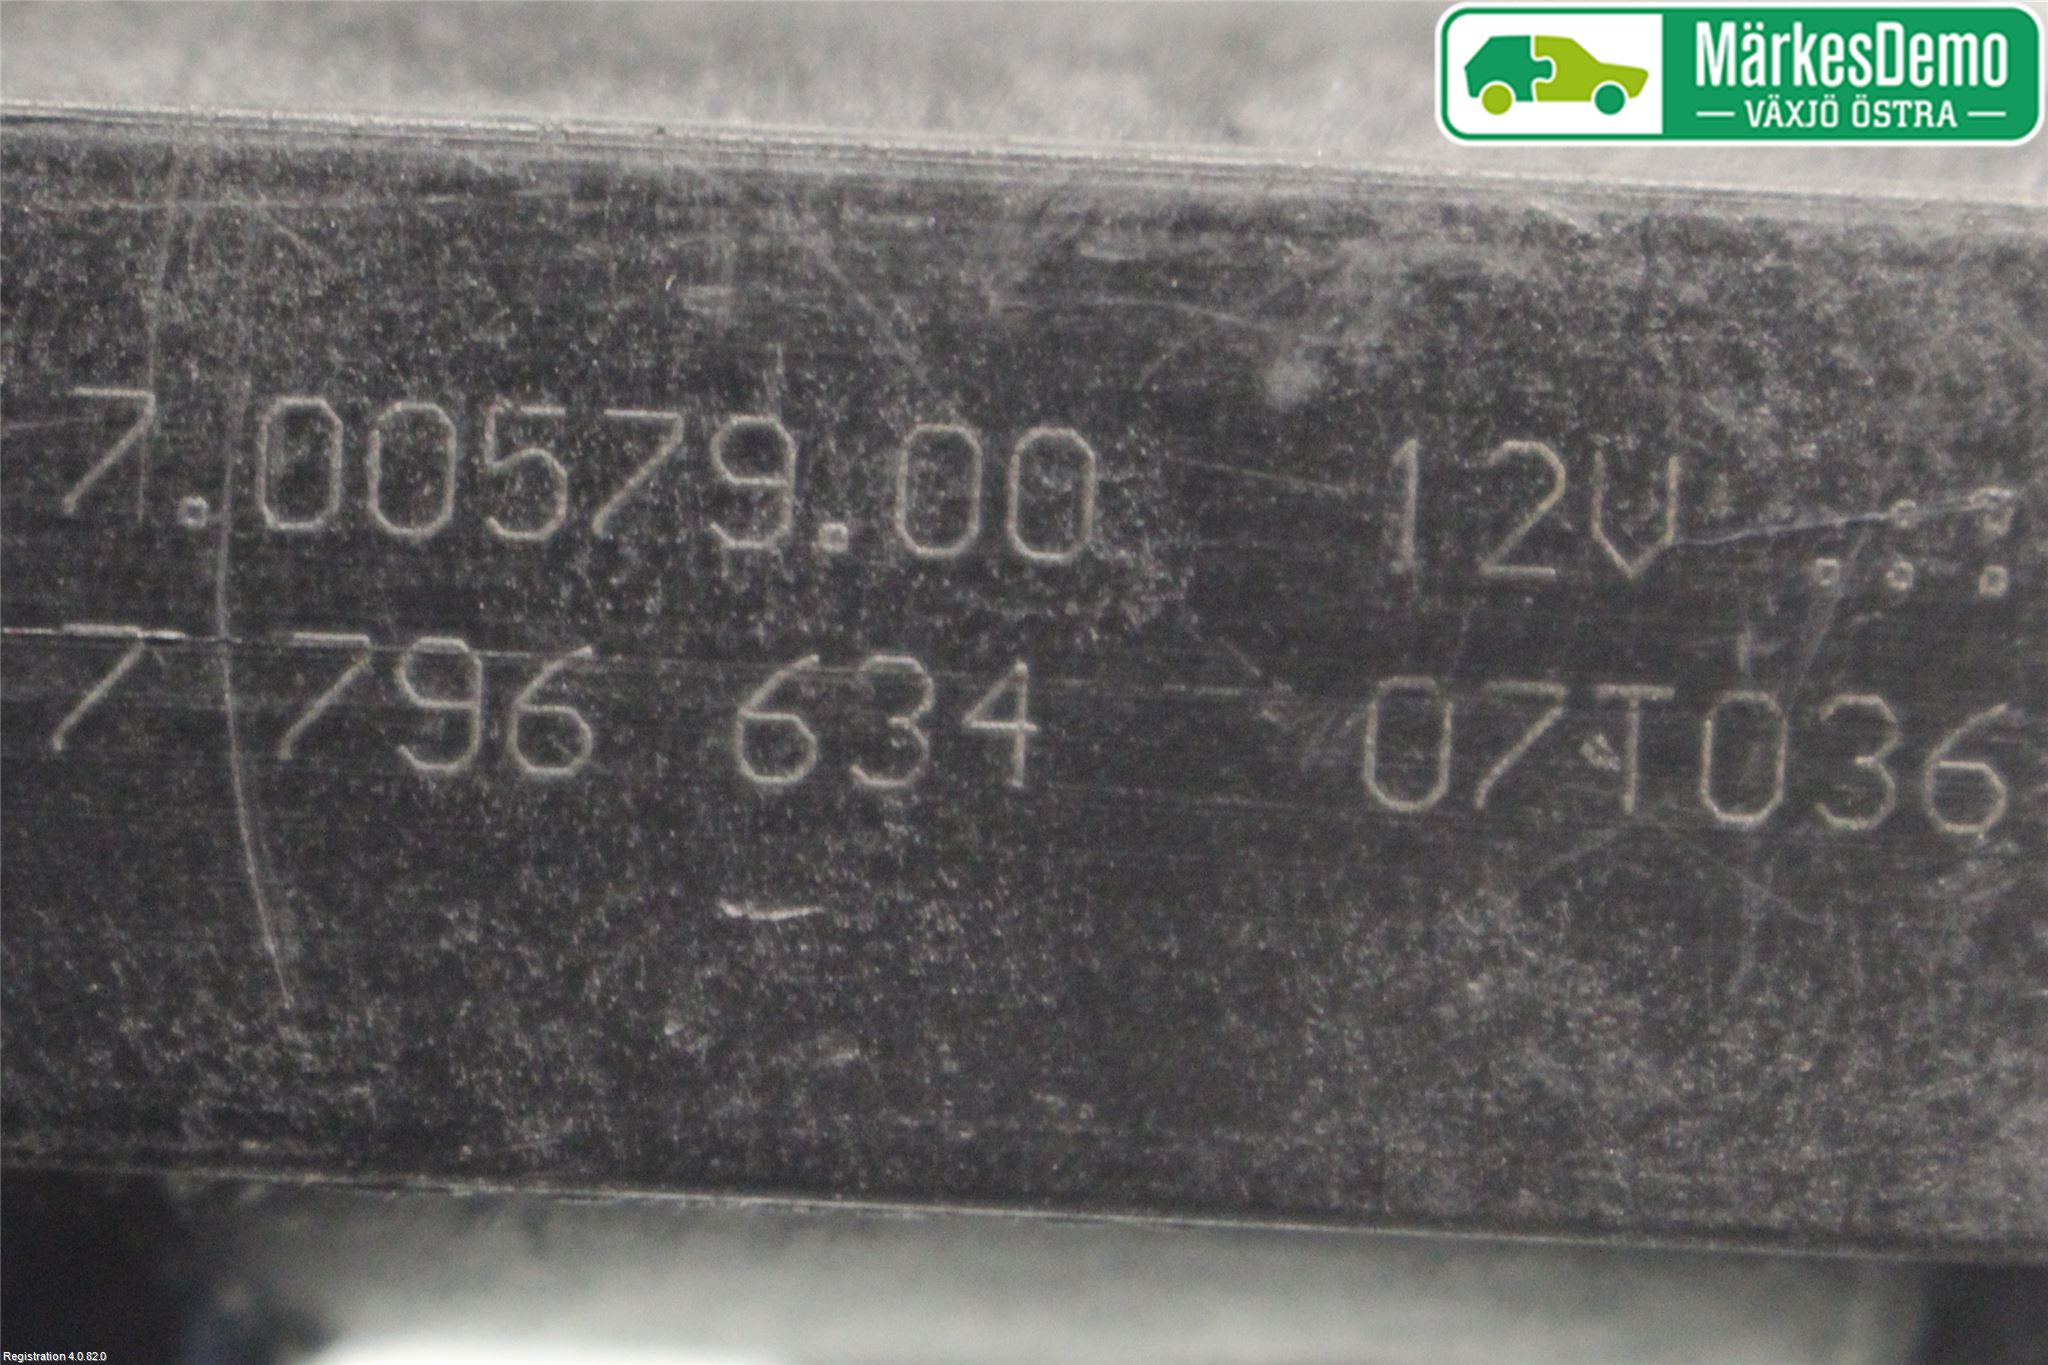 MärkesDemo
VÄXJÖ ÖSTRA
7.00579.00 12V
7 796 634 07T036
Registration 4.0.82.0